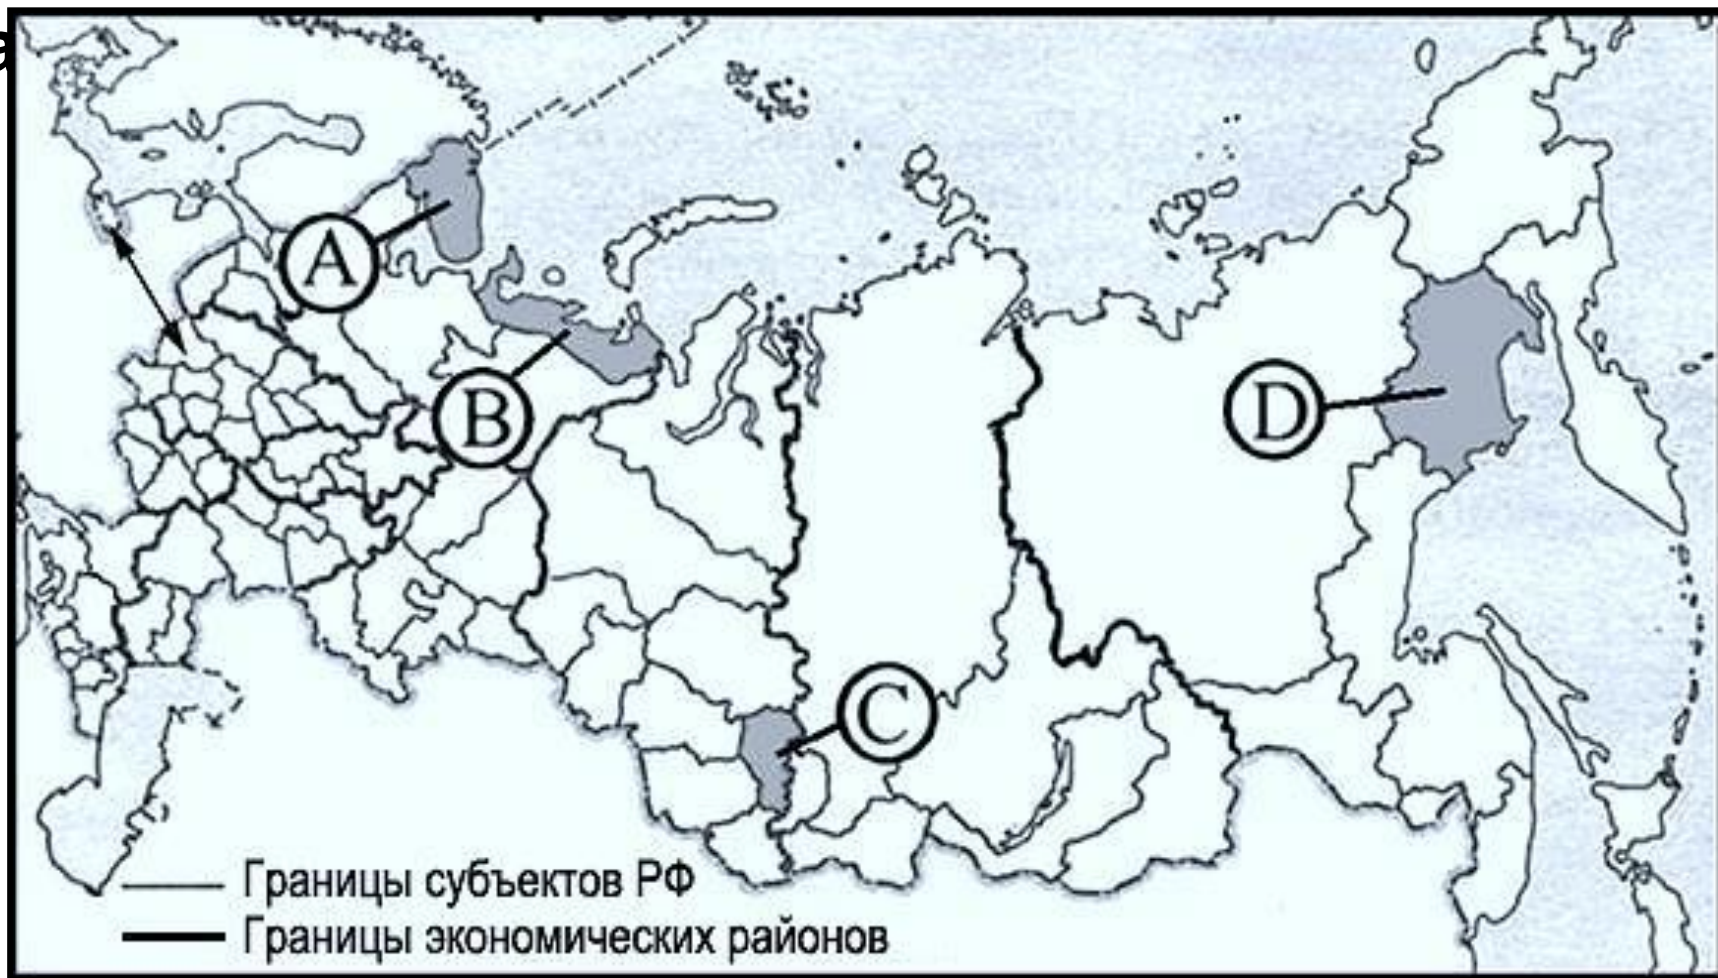 а
A
B
D
C
Границы субъектов РФ
Границы экономических районов